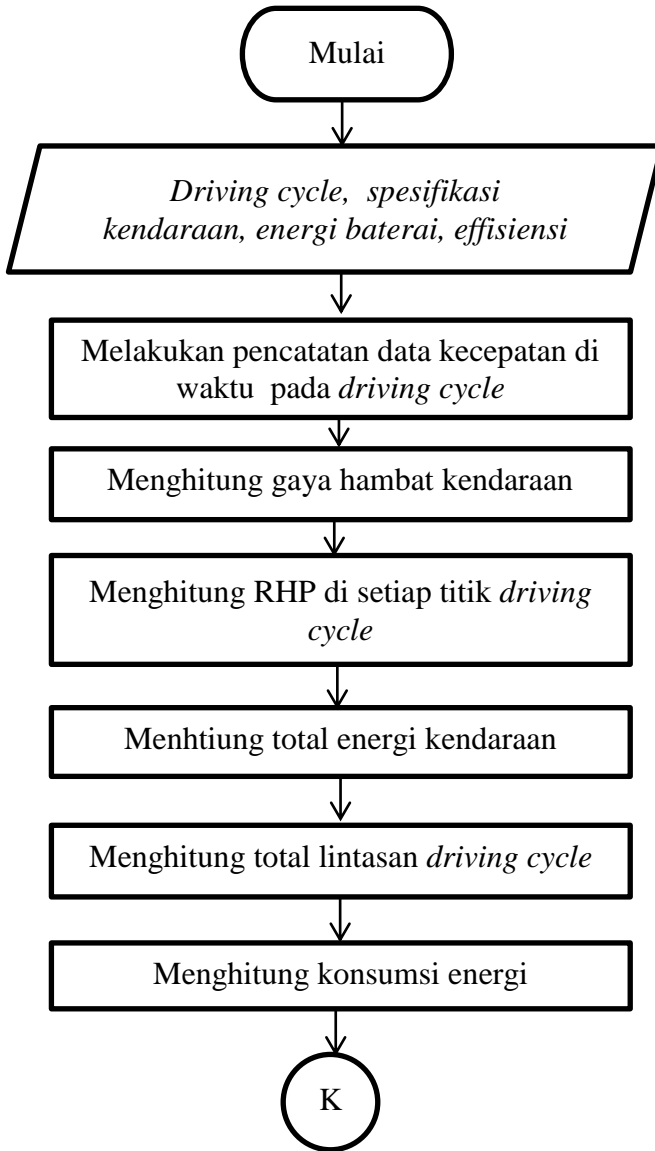 Mulai
Driving cycle, spesifikasi
kendaraan, energi baterai, effisiensi
Melakukan pencatatan data kecepatan di
waktu pada driving cycle
Menghitung gaya hambat kendaraan
Menghitung RHP di setiap titik driving
cycle
Menhtiung total energi kendaraan
Menghitung total lintasan driving cycle
Menghitung konsumsi energi
K